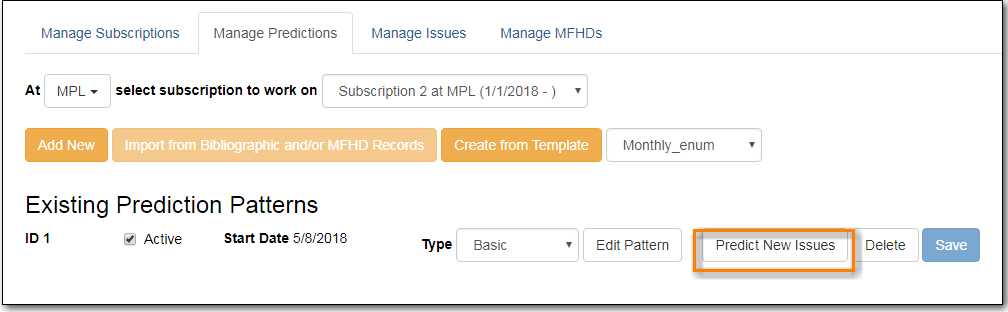 Manage Subscriptions Manage Predictions Manage Issues Manage MFHDs
At MPL select subscription to work on Subscription 2 at MPL (1/1/2018 - )
Add New Import from Bibliographic and/or MFHD Records Create from Template Monthly_enum
Existing Prediction Patterns
ID 1 Active Start Date 5/8/2018 Type Basic Edit Pattern Predict New Issues Delete Save